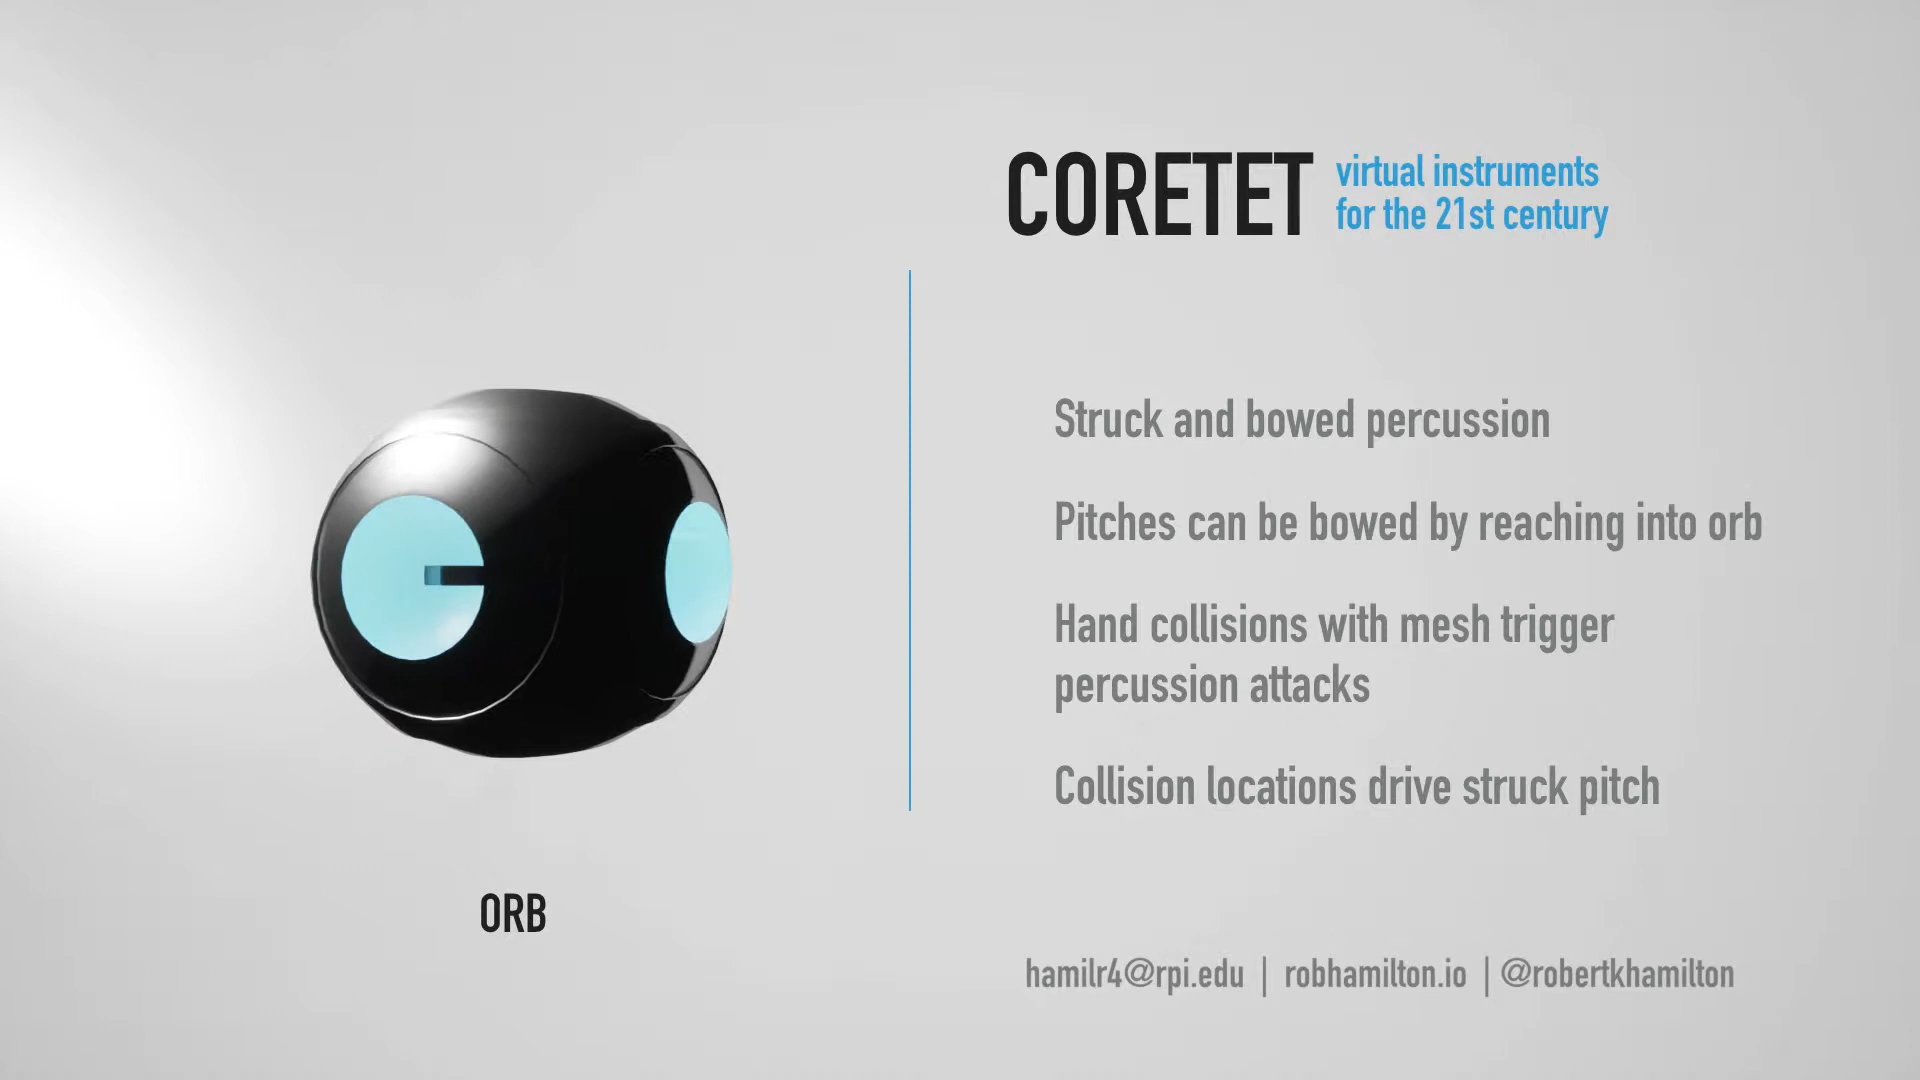 CORETET
virtual instruments
for the 21st century
Struck and bowed percussion
Pitches can be bowed by reaching into orb
Hand collisions with mesh trigger
percussion attacks
Collision locations drive struck pitch
ORB
hamilr4@rpi.edu | robhamilton.io | @robertkhamilton